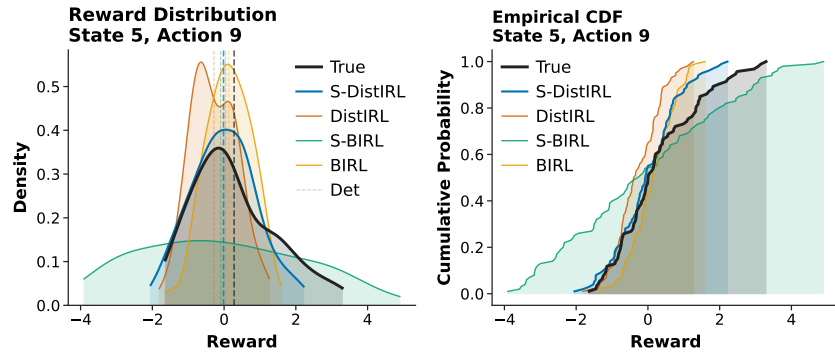 Reward Distribution
State 5, Action 9
Density
0.5
0.4
0.3
0.2
0.1
0.0
−4
−2
0
2
4
Reward
True
S-DistIRL
DistIRL
S-BIRL
BIRL
Det
Empirical CDF
State 5, Action 9
Cumulative Probability
1.0
0.8
0.6
0.4
0.2
0.0
−4
−2
0
2
4
Reward
True
S-DistIRL
DistIRL
S-BIRL
BIRL